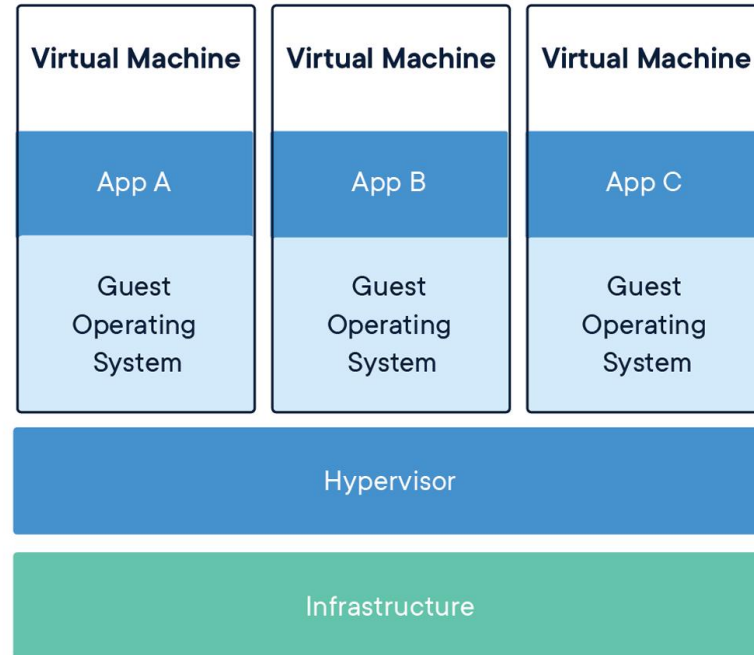 Virtual Machine
Virtual Machine
Virtual Machine
App A
App B
App C
Guest
Operating
System
Guest
Operating
System
Guest
Operating
System
Hypervisor
Infrastructure